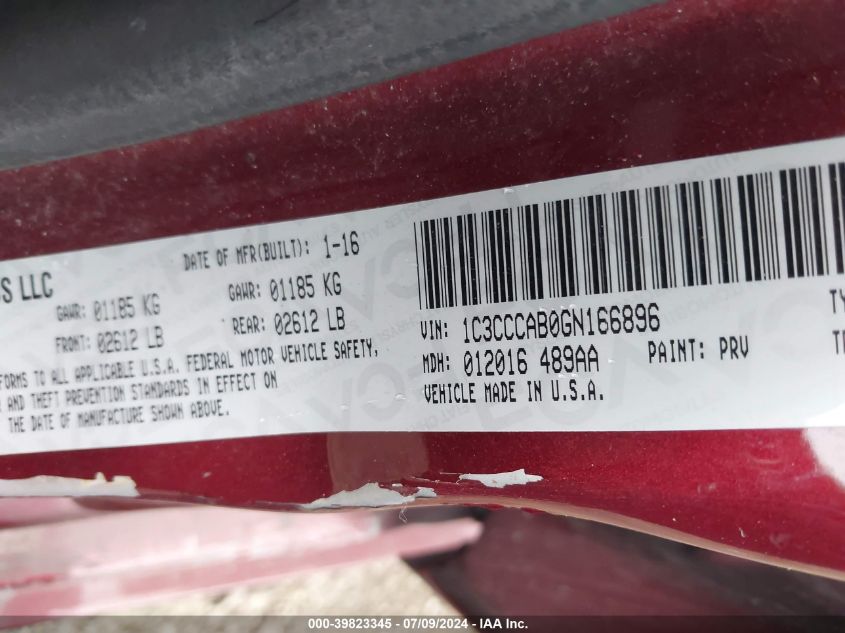 DATE OF MFR(BUILT): 1-16
S LLC
GAWR: 01185 KG GAWR: 01185 KG
FRONT: 02612 LB REAR: 02612 LB
FORMS TO ALL APPLICABLE U.S.A. FEDERAL MOTOR VEHICLE SAFETY,
AND THEFT PREVENTION STANDARDS IN EFFECT ON
THE DATE OF MANUFACTURE SHOWN ABOVE.
VIN: 1C3CCCAB0GN166896
MDH: 012016 489AA PAINT: PRV
VEHICLE MADE IN U.S.A.
000-39823345 - 07/09/2024 - IAA Inc.